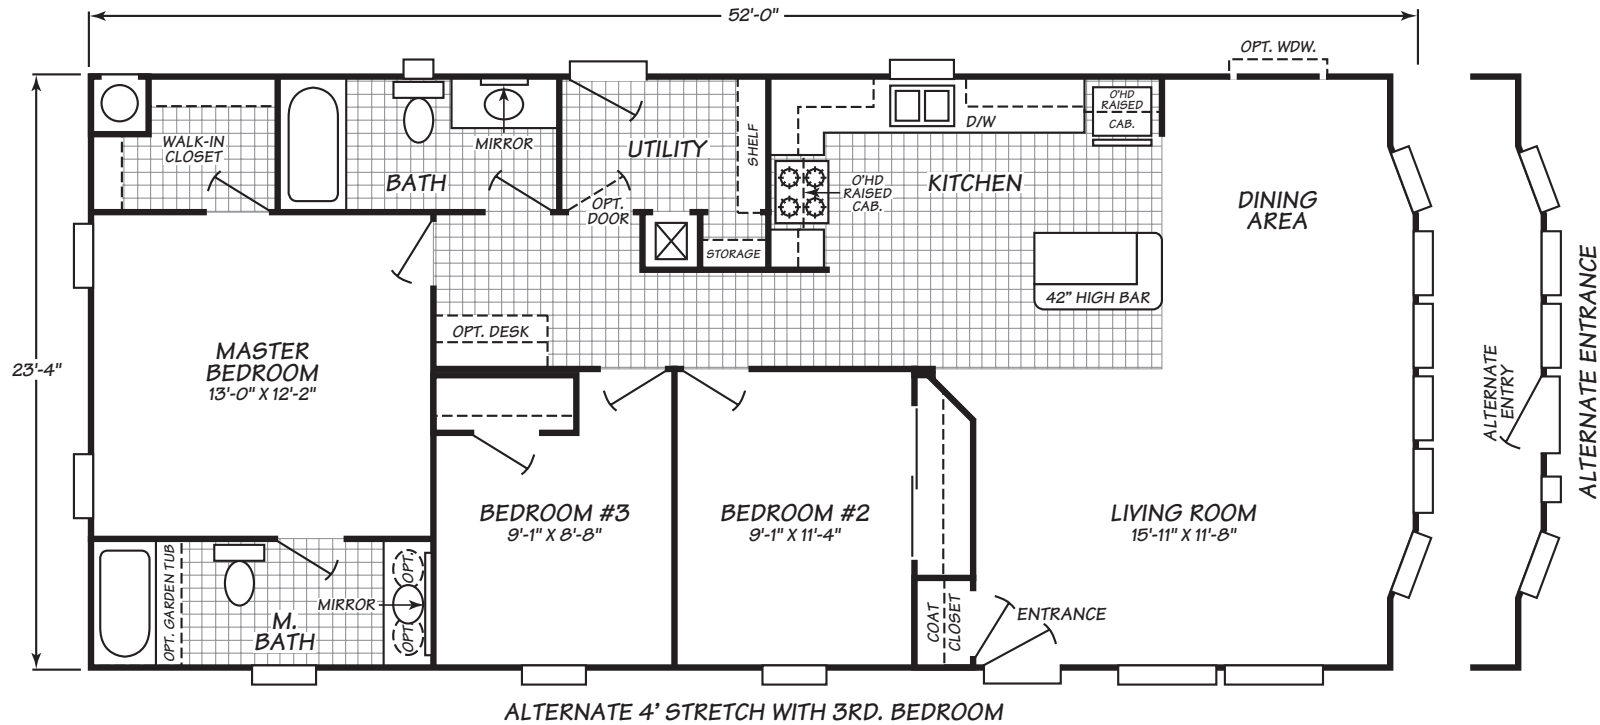 52'-0"
OPT. WDW.
O'HD
RAISED
CAB.
D/W
WALK-IN
CLOSET
MIRROR
BATH
UTILITY
SHELF
OPT.
DOOR
STORAGE
O'HD
RAISED
CAB.
KITCHEN
DINING
AREA
42" HIGH BAR
OPT. DESK
23'-4"
MASTER
BEDROOM
13'-0" X 12'-2"
BEDROOM #3
9'-1" X 8'-8"
BEDROOM #2
9'-1" X 11'-4"
LIVING ROOM
15'-11" X 11'-8"
ALTERNATE
ENTRY
ALTERNATE ENTRANCE
OPT. GARDEN TUB
M.
BATH
MIRROR
OPT.
OPT.
COAT
CLOSET
ENTRANCE
ALTERNATE 4' STRETCH WITH 3RD. BEDROOM